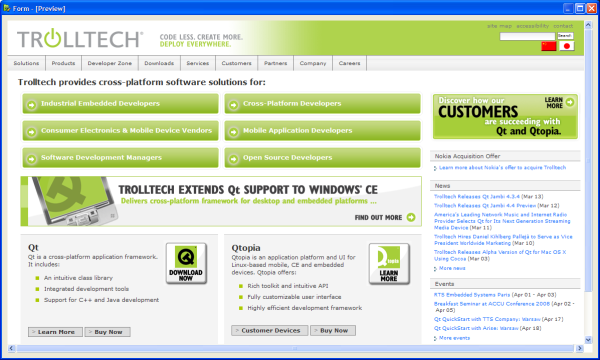 Form - [Preview]
site map accessibility contact
TROLLTECH
CODE LESS. CREATE MORE.
DEPLOY EVERYWHERE.
Search
Solutions Products Developer Zone Downloads Services Customers Partners Company Careers
Trolltech provides cross-platform software solutions for:
Industrial Embedded Developers
Cross-Platform Developers
Consumer Electronics & Mobile Device Vendors
Mobile Application Developers
Software Development Managers
Open Source Developers
Discover how our
CUSTOMERS
are succeeding with
Qt and Qtopia.
LEARN
MORE
TROLLTECH EXTENDS Qt SUPPORT TO WINDOWS' CE
Delivers cross-platform framework for desktop and embedded platforms ...
FIND OUT MORE
Qt
Qt is a cross-platform application framework.
It includes:
An intuitive class library
Integrated development tools
Support for C++ and Java development
DOWNLOAD
NOW
» Learn More
» Buy Now
Qtopia
Qtopia is an application platform and UI for
Linux-based mobile, CE and embedded
devices. Qtopia offers:
Rich toolkit and intuitive API
Fully customizable user interface
Highly efficient development framework
LEARN
MORE
» Customer Devices
» Buy Now
Nokia Acquisition Offer
Learn more about Nokia's offer to acquire Trolltech
News
Trolltech Releases Qt Jambi 4.3.4 (Mar 13)
Trolltech Releases Qt 4.4 Preview (Mar 12)
America's Leading Network Music and Internet Radio
Provider Selects Qt for Its Next Generation Streaming
Media Device (Mar 11)
Trolltech Hires Daniel Kihlberg Palleja to Serve as Vice
President Worldwide Marketing (Mar 10)
Trolltech Releases Alpha Version of Qt for Mac OS X
Using Cocoa (Mar 03)
More news
Events
RTS Embedded Systems Paris (Apr 01 - Apr 03)
Breakfast Seminar at ACCU Conference 2008 (Apr 02 -
Apr 05)
Qt QuickStart with TTS Company: Warsaw (Apr 17)
Qt QuickStart with Arise: Warsaw (Apr 18)
More events